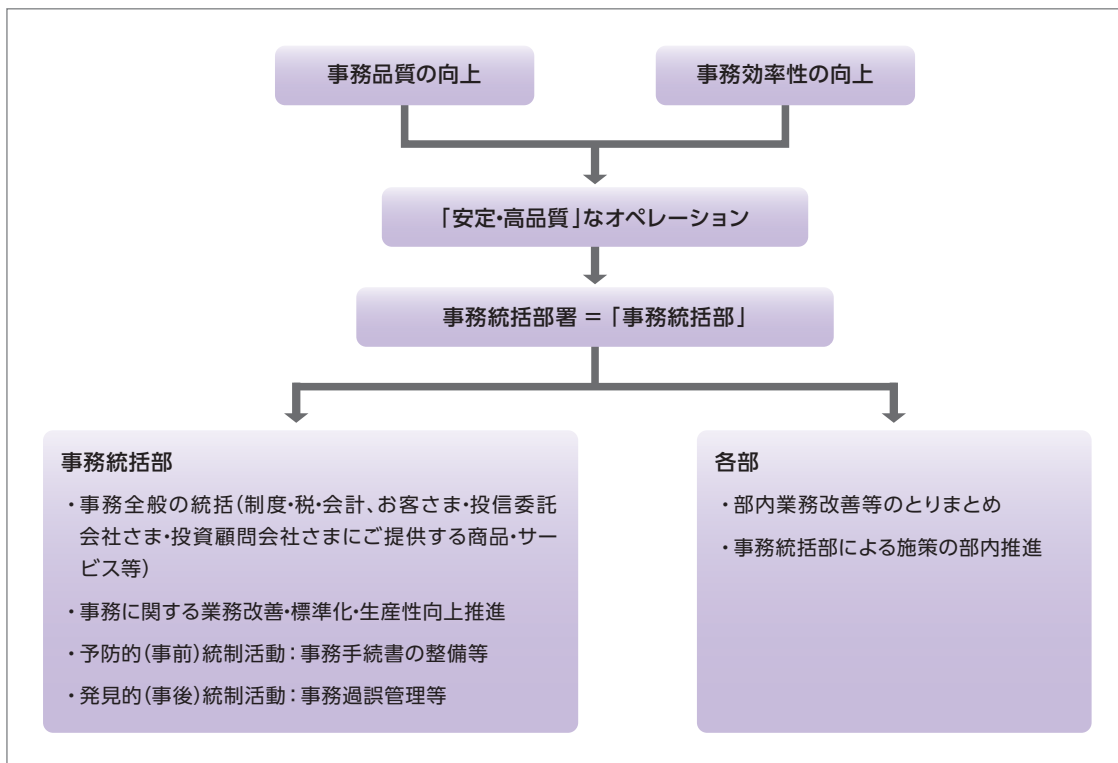 事務品質の向上
事務効率性の向上
「安定・高品質」なオペレーション
事務統括部署 = 「事務統括部」
事務統括部
・事務全般の統括(制度・税・会計、お客さま・投信委託
会社さま・投資顧問会社さまにご提供する商品・サー
ビス等)
・事務に関する業務改善・標準化・生産性向上推進
・予防的(事前)統制活動:事務手続書の整備等
・発見的(事後)統制活動:事務過誤管理等
各部
・部内業務改善等のとりまとめ
・事務統括部による施策の部内推進